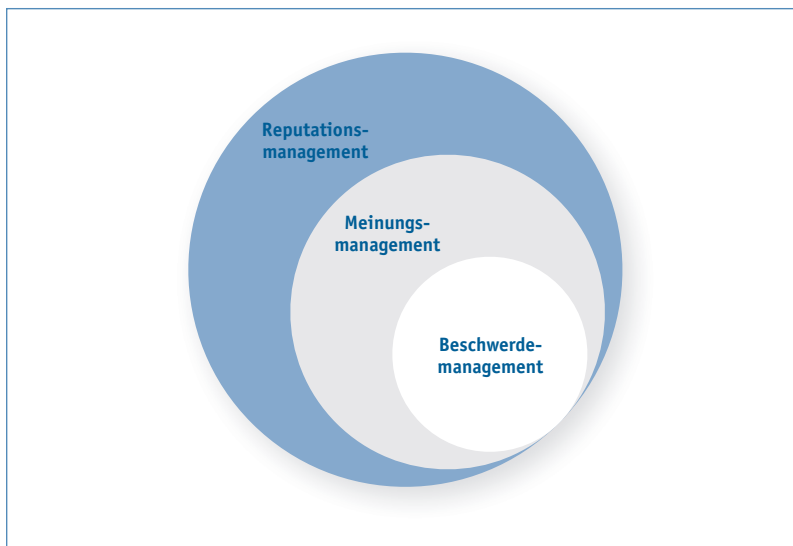 Reputations-
management
Meinungs-
management
Beschwerde-
management